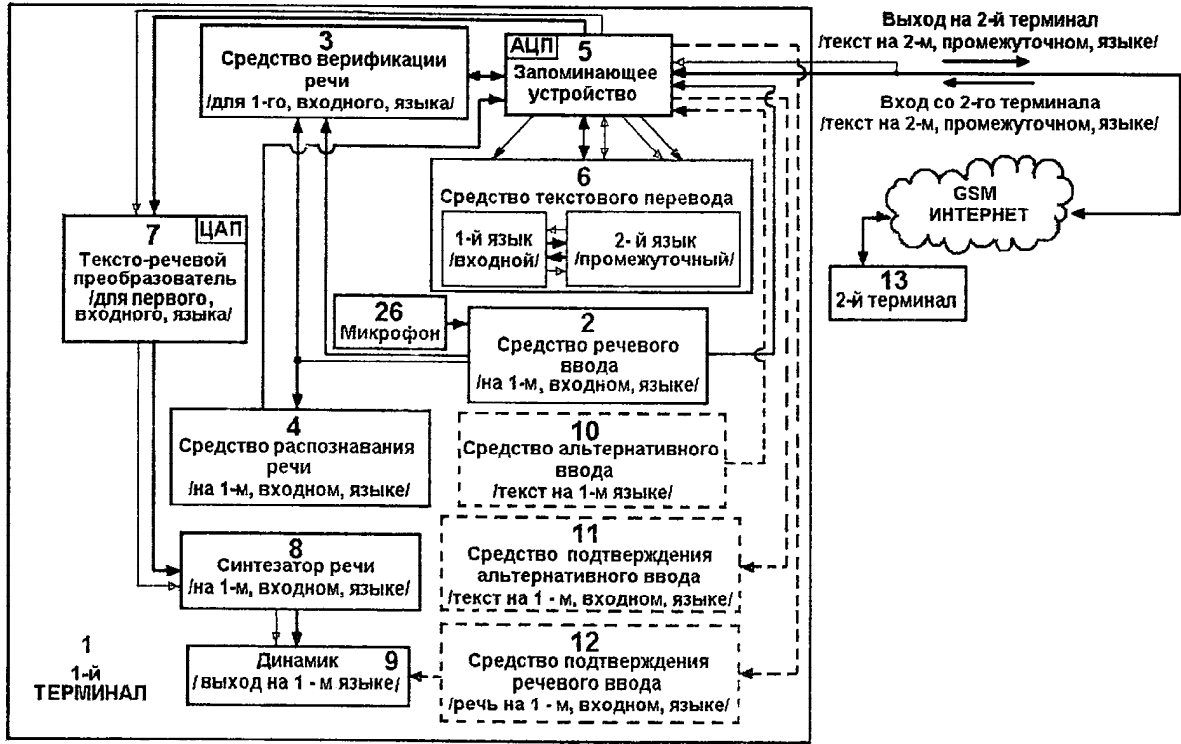 3
Средство верификации
речи
/для 1-го, входного, языка/
АЦП
5
Запоминающее
устройство
Выход на 2-й терминал
/текст на 2-м, промежуточном, языке/
Вход со 2-го терминала
/текст на 2-м, промежуточном, языке/
GSM
ИНТЕРНЕТ
13
2-й терминал
6
Средство текстового перевода
1-й язык
/входной/
2- й язык
/промежуточный/
7
ЦАП
Тексто-речевой
преобразователь
/для первого,
входного, языка/
26
Микрофон
2
Средство речевого
ввода
/на 1-м, входном, языке/
4
Средство распознавания
речи
/на 1-м, входном, языке/
10
Средство альтернативного
ввода
/текст на 1-м языке/
11
Средство подтверждения
альтернативного ввода
/текст на 1 - м, входном, языке/
8
Синтезатор речи
/на 1-м, входном, языке/
12
Средство подтверждения
речевого ввода
/речь на 1 - м, входном, языке/
Динамик 9
/выход на 1 - м языке/
1
1-й
ТЕРМИНАЛ